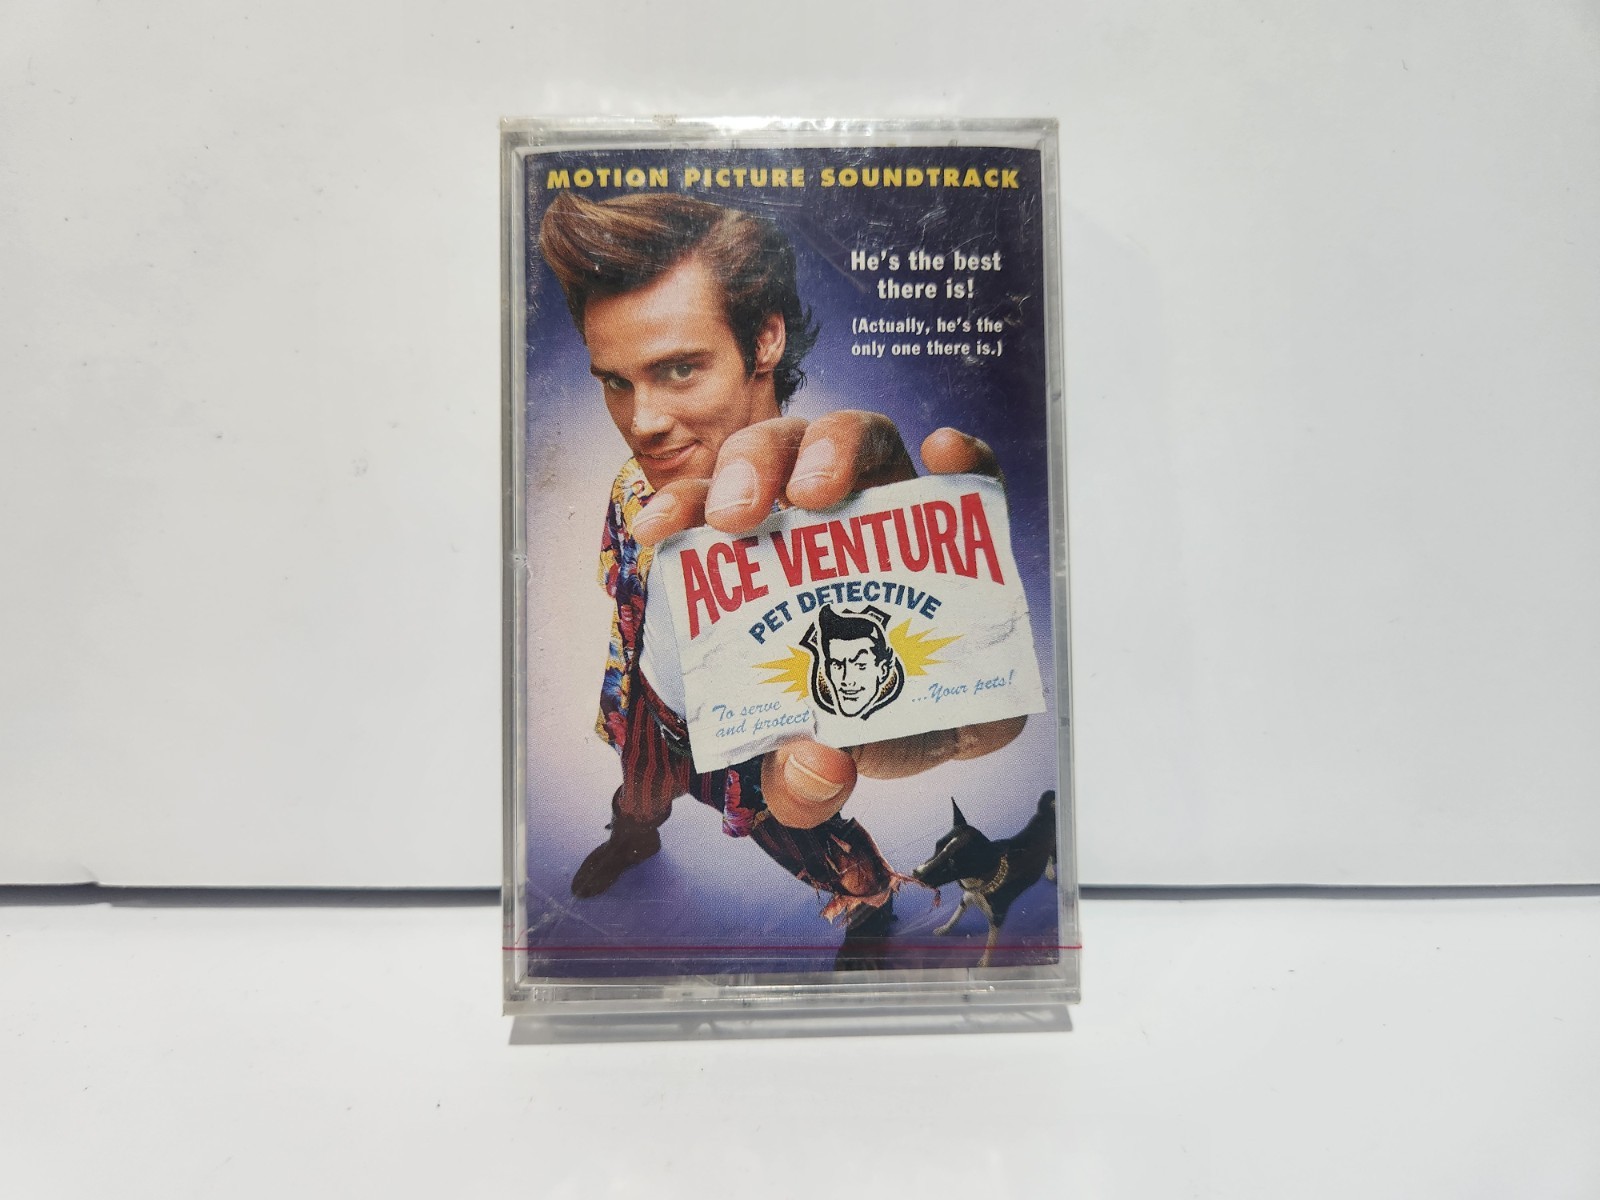 MOTION PICTURE SOUNDTRACK
He's the best
there is!
(Actually, he's the
only one there is.)
ACE VENTURA
PET DETECTIVE
To serve
and protect
...Your pets!